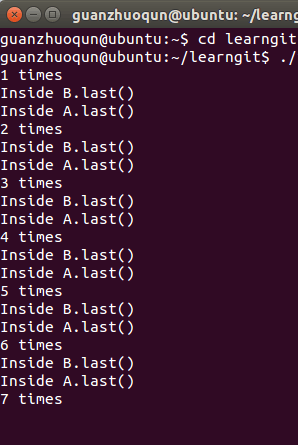 guanzhuoqun@ubuntu: ~/learng
guanzhuoqun@ubuntu:~$ cd learngit
guanzhuoqun@ubuntu:~/learngit$ ./
1 times
Inside B.last()
Inside A.last()
2 times
Inside B.last()
Inside A.last()
3 times
Inside B.last()
Inside A.last()
4 times
Inside B.last()
Inside A.last()
5 times
Inside B.last()
Inside A.last()
6 times
Inside B.last()
Inside A.last()
7 times